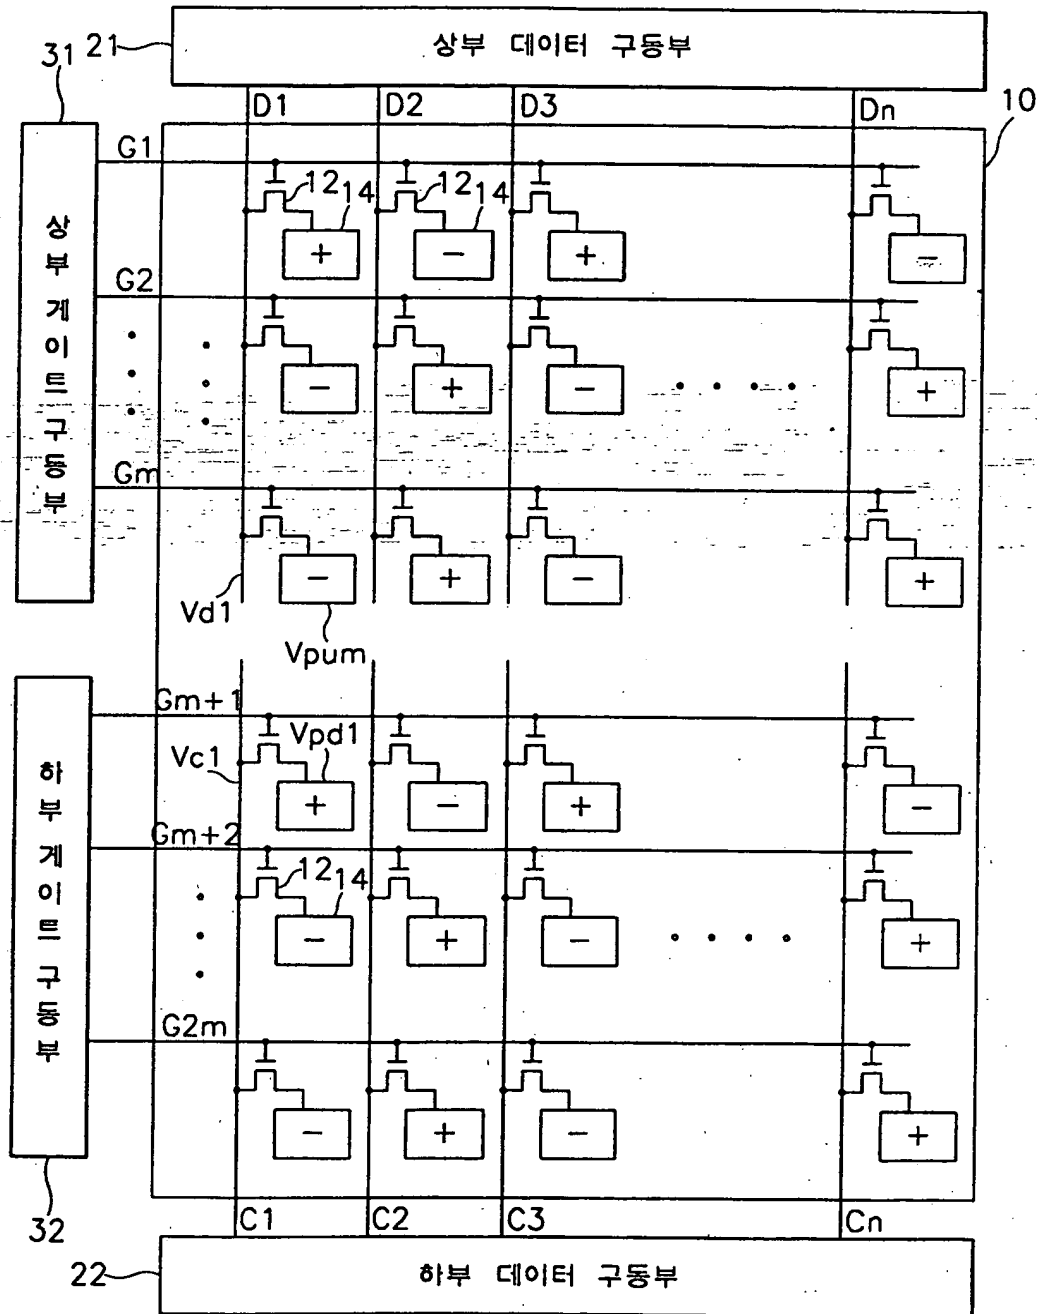 21
상부 데이터 구동부
31
D1 D2 D3 Dn
10
G1
12 14 12 14
+ - + -
상부 게이트 구동부
G2
- + - +
Gm
- + - +
Vd1
Vpum
Gm+1
Vc1 Vpd1
+ - + -
하부 게이트 구동부
Gm+2
12 14
- + - +
G2m
- + - +
32
C1 C2 C3 Cn
22
하부 데이터 구동부